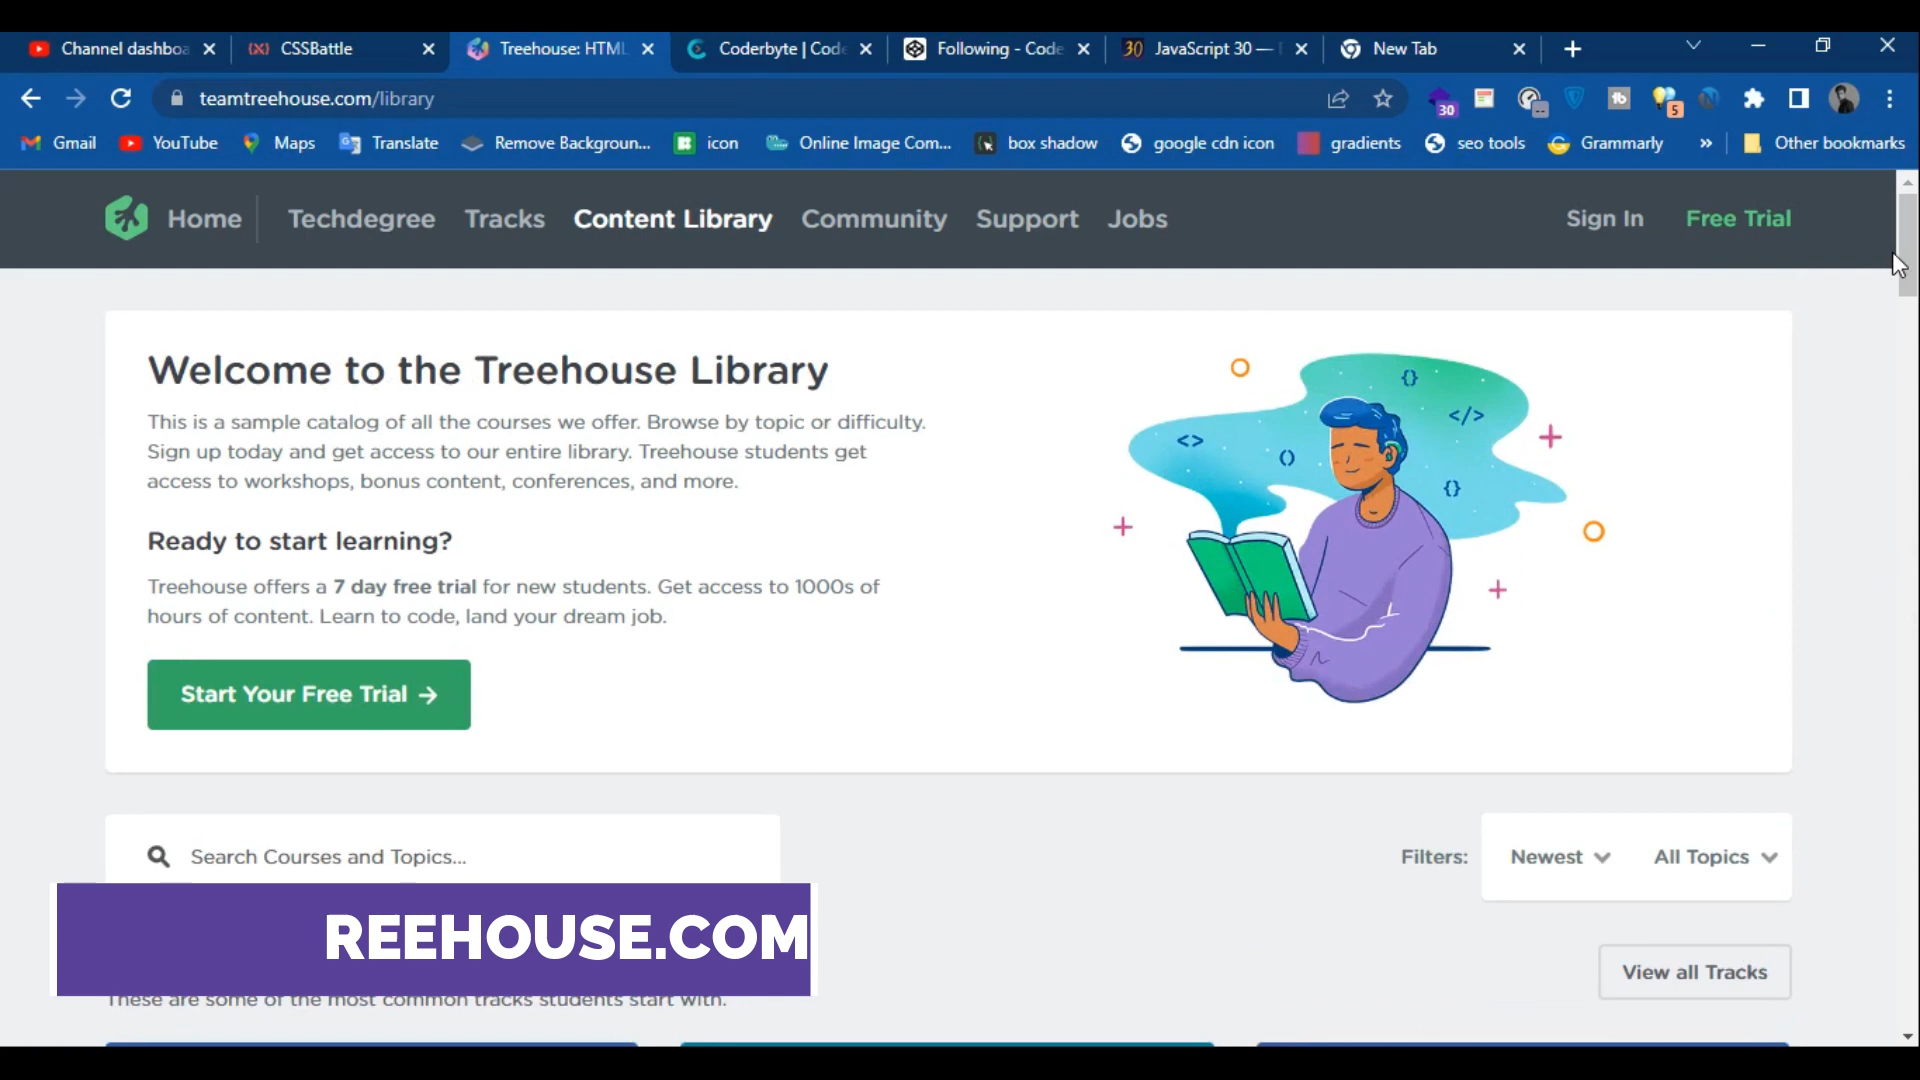 Channel dashboa
CSSBattle
Treehouse: HTML
Coderbyte | Code
Following - Code
30 JavaScript 30 —
New Tab
teamtreehouse.com/library
30
5
Gmail
YouTube
Maps
Translate
Remove Backgroun...
icon
Online Image Com...
box shadow
google cdn icon
gradients
seo tools
Grammarly
»
Other bookmarks
Home
Techdegree
Tracks
Content Library
Community
Support
Jobs
Sign In
Free Trial
Welcome to the Treehouse Library
This is a sample catalog of all the courses we offer. Browse by topic or difficulty.
Sign up today and get access to our entire library. Treehouse students get
access to workshops, bonus content, conferences, and more.
Ready to start learning?
Treehouse offers a 7 day free trial for new students. Get access to 1000s of
hours of content. Learn to code, land your dream job.
Start Your Free Trial →
{}
</>
<>
()
{}
Search Courses and Topics...
Filters:
Newest
All Topics
REEHOUSE.COM
View all Tracks
These are some of the most common tracks students start with.